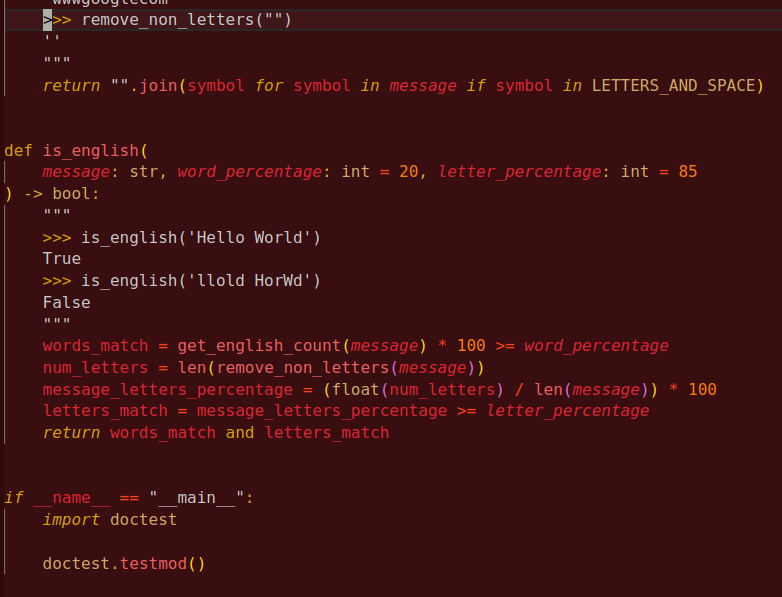 wwwgooglecom
>>> remove_non_letters("")
''
"""
return "".join(symbol for symbol in message if symbol in LETTERS_AND_SPACE)
def is_english(
message: str, word_percentage: int = 20, letter_percentage: int = 85
) -> bool:
"""
>>> is_english('Hello World')
True
>>> is_english('llold HorWd')
False
"""
words_match = get_english_count(message) * 100 >= word_percentage
num_letters = len(remove_non_letters(message))
message_letters_percentage = (float(num_letters) / len(message)) * 100
letters_match = message_letters_percentage >= letter_percentage
return words_match and letters_match
if __name__ == "__main__":
import doctest
doctest.testmod()